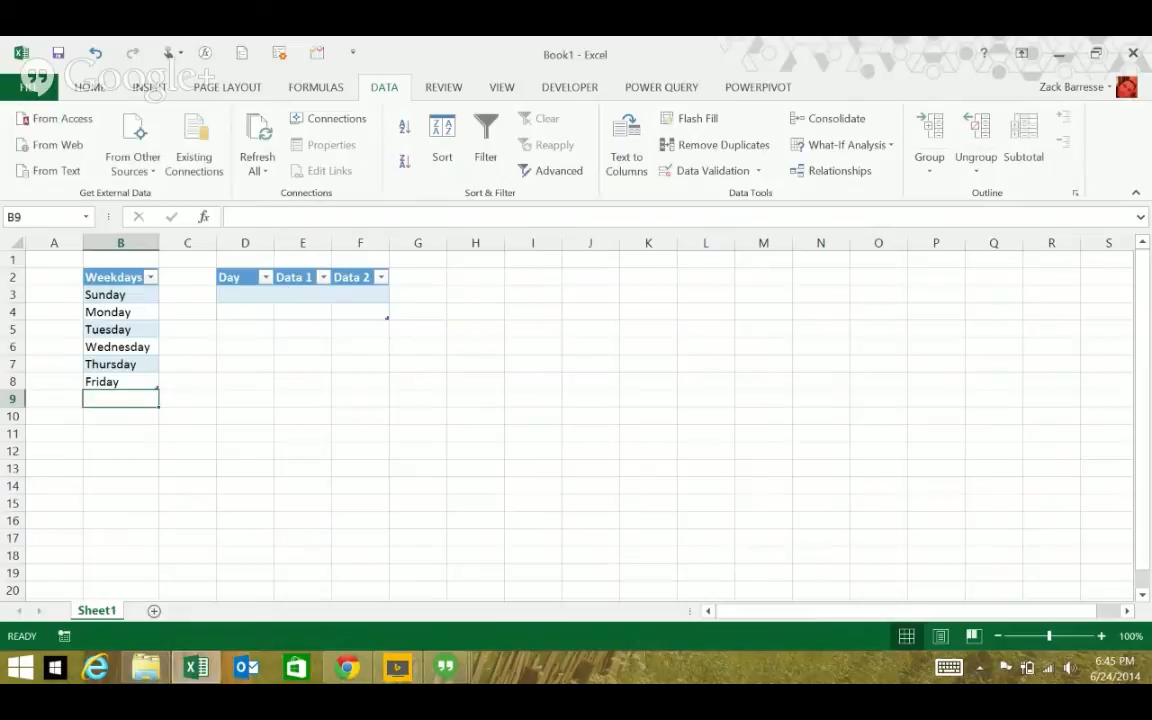 Book1 - Excel
?
Google+
FILE HOME INSERT PAGE LAYOUT FORMULAS DATA REVIEW VIEW DEVELOPER POWER QUERY POWERPIVOT Zack Barresse
From Access
From Web
From Text
From Other
Sources
Existing
Connections
Get External Data
Refresh
All
Connections
Properties
Edit Links
Connections
Sort
Filter
Clear
Reapply
Advanced
Sort & Filter
Text to
Columns
Flash Fill
Remove Duplicates
Data Validation
Consolidate
What-If Analysis
Relationships
Data Tools
Group
Ungroup
Subtotal
Outline
B9 fx
A B C D E F G H I J K L M N O P Q R S
1
2 Weekdays Day Data 1 Data 2
3 Sunday
4 Monday
5 Tuesday
6 Wednesday
7 Thursday
8 Friday
9
10
11
12
13
14
15
16
17
18
19
20
Sheet1
READY 100%
6:45 PM
6/24/2014